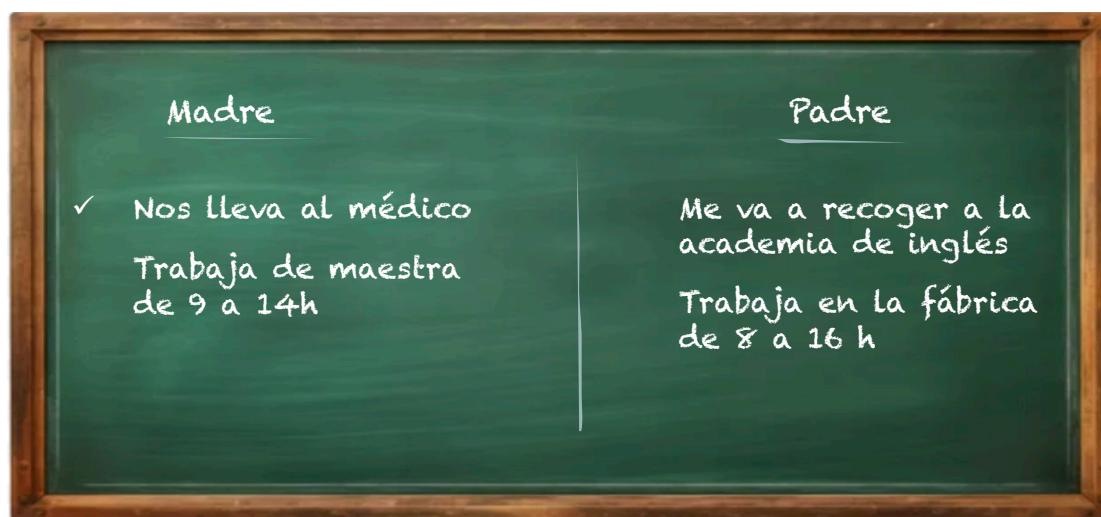 Madre
✓ Nos lleva al médico
Trabaja de maestra
de 9 a 14h
Padre
Me va a recoger a la
academia de inglés
Trabaja en la fábrica
de 8 a 16 h